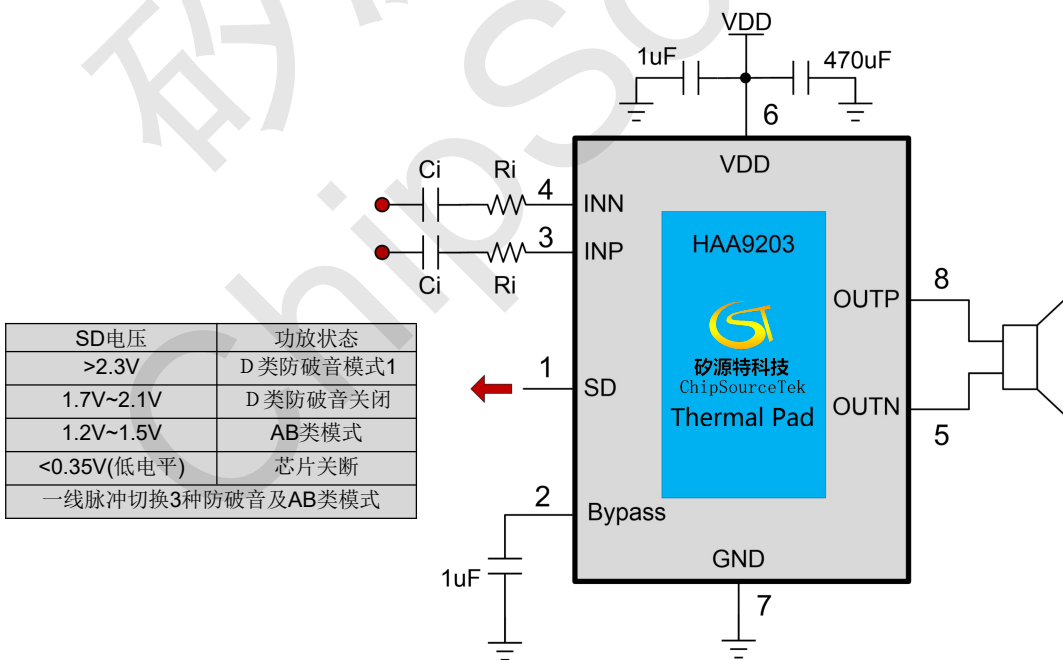 VDD
1uF
470uF
6
VDD
Ci
Ri
4
INN
3
INP
Ci
Ri
HAA9203
矽源特科技
ChipSourceTek
Thermal Pad
OUTP
8
OUTN
5
1
SD
2
Bypass
1uF
GND
7
SD电压 功放状态
>2.3V D类防破音模式1
1.7V~2.1V D类防破音关闭
1.2V~1.5V AB类模式
<0.35V(低电平) 芯片关断
一线脉冲切换3种防破音及AB类模式